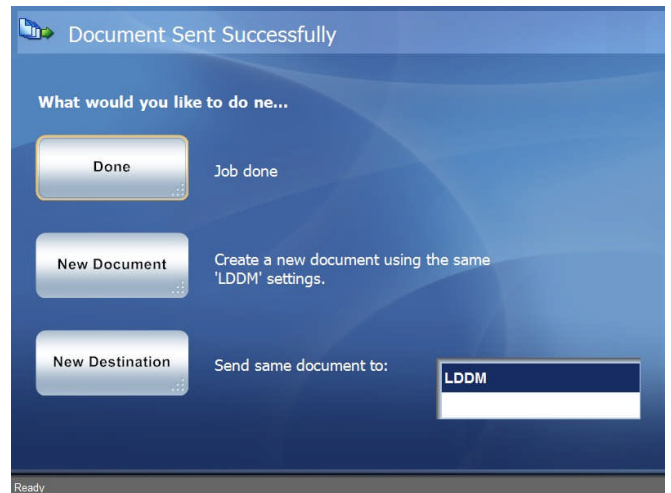 Document Sent Successfully
What would you like to do ne...
Done
Job done
New Document
Create a new document using the same
'LDDM' settings.
New Destination
Send same document to:
LDDM
Ready